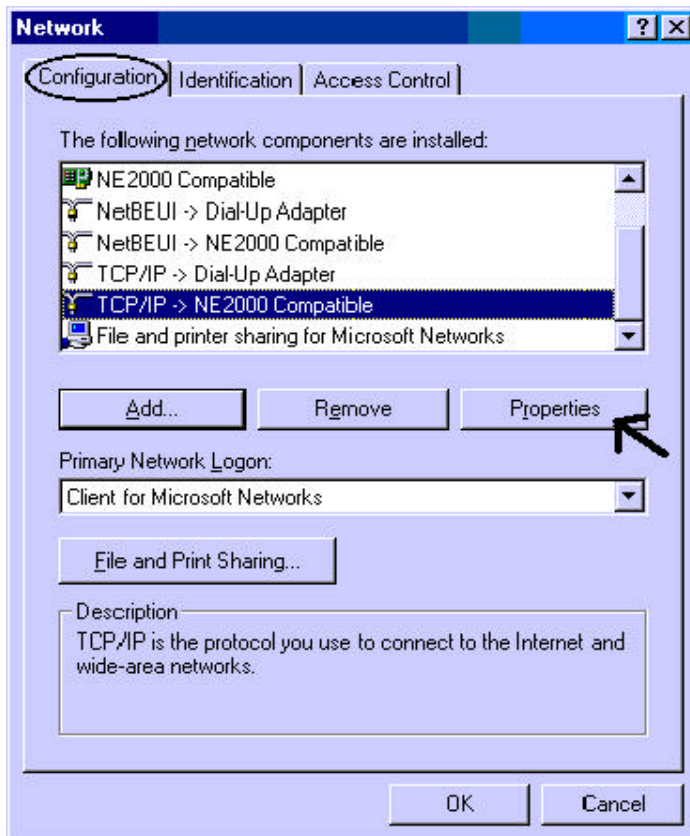 Network
Configuration Identification Access Control
The following network components are installed:
NE2000 Compatible
NetBEUI -> Dial-Up Adapter
NetBEUI -> NE2000 Compatible
TCP/IP -> Dial-Up Adapter
TCP/IP -> NE2000 Compatible
File and printer sharing for Microsoft Networks
Add... Remove Properties
Primary Network Logon:
Client for Microsoft Networks
File and Print Sharing...
Description
TCP/IP is the protocol you use to connect to the Internet and
wide-area networks.
OK Cancel